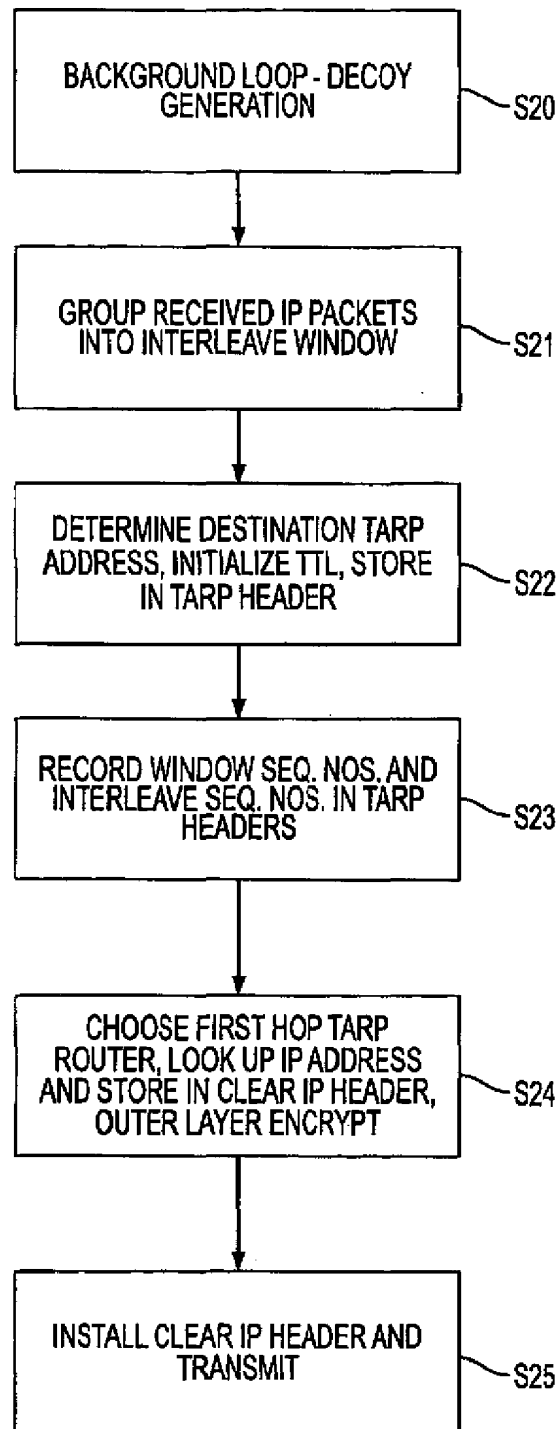 BACKGROUND LOOP - DECOY
GENERATION
S20
GROUP RECEIVED IP PACKETS
INTO INTERLEAVE WINDOW
S21
DETERMINE DESTINATION TARP
ADDRESS, INITIALIZE TTL, STORE
IN TARP HEADER
S22
RECORD WINDOW SEQ. NOS. AND
INTERLEAVE SEQ. NOS. IN TARP
HEADERS
S23
CHOOSE FIRST HOP TARP
ROUTER, LOOK UP IP ADDRESS
AND STORE IN CLEAR IP HEADER,
OUTER LAYER ENCRYPT
S24
INSTALL CLEAR IP HEADER AND
TRANSMIT
S25